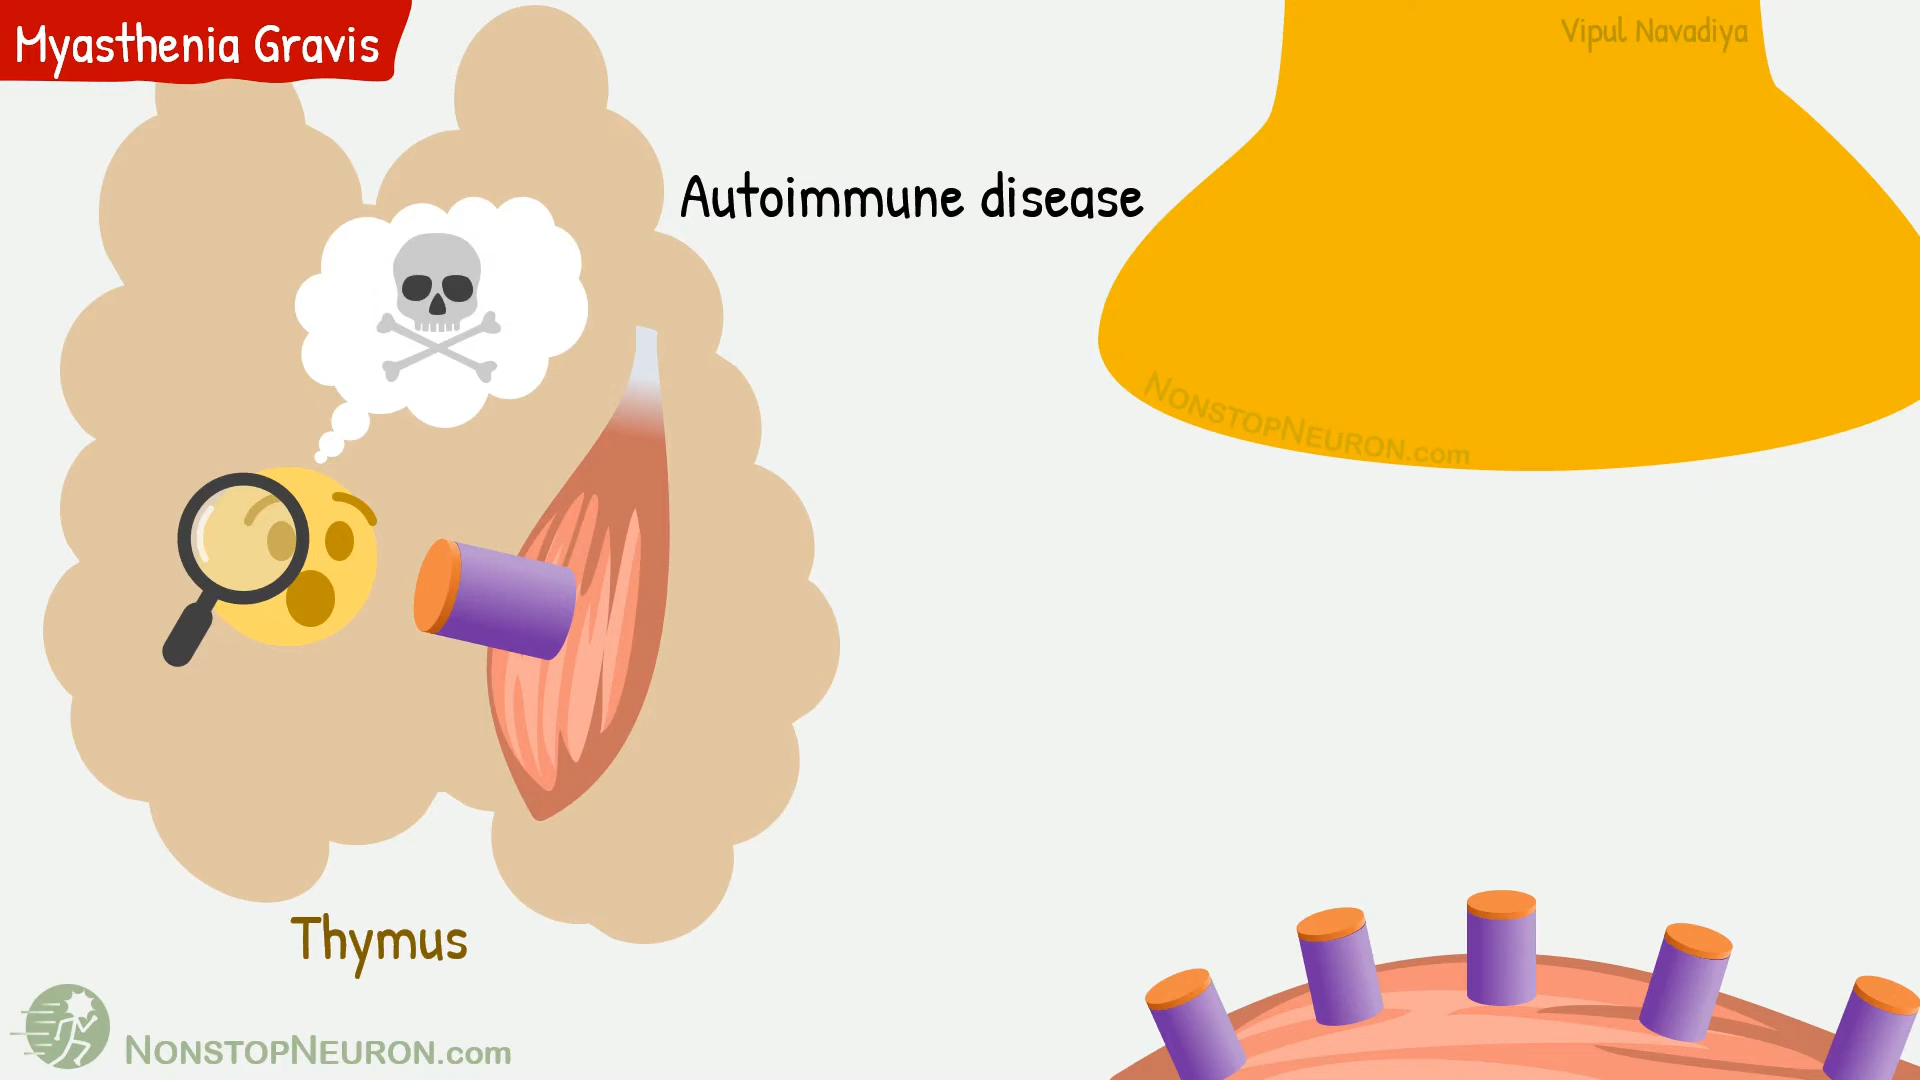 Myasthenia Gravis
Vipul Navadiya
Autoimmune disease
NONSTOPNEURON.com
Thymus
NONSTOPNEURON.com